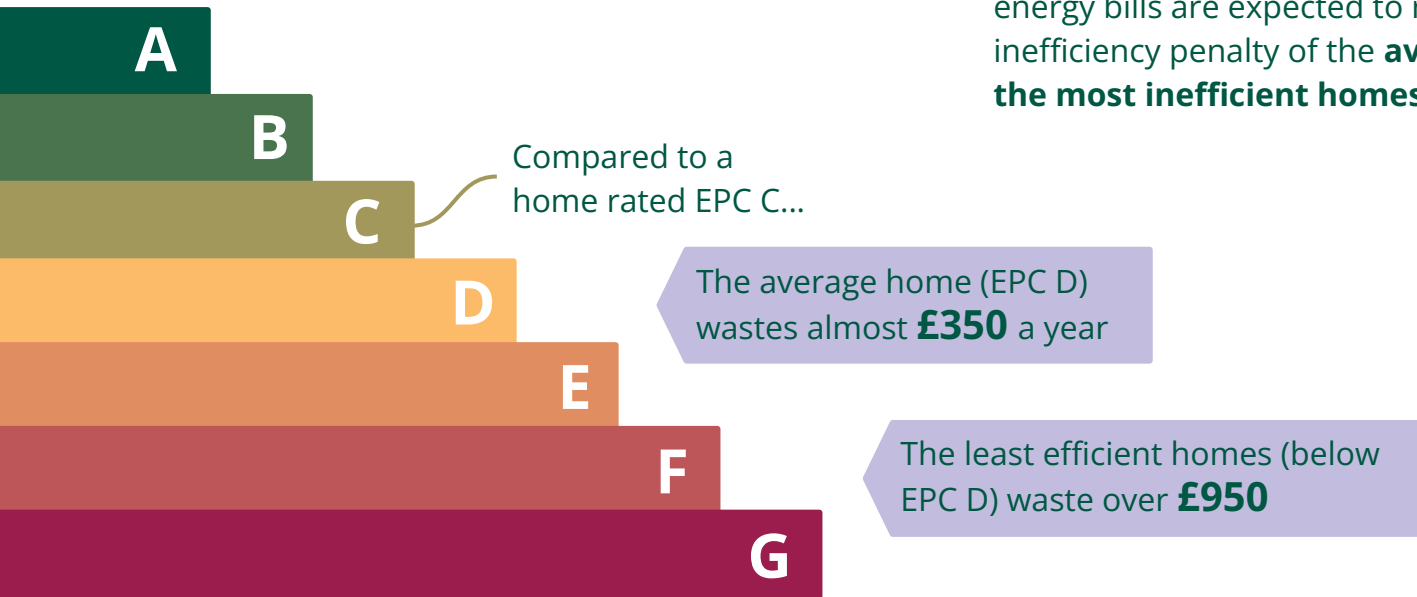 A
B
C
D
E
F
G
Compared to a
home rated EPC C...
The average home (EPC D)
wastes almost £350 a year
The least efficient homes (below
EPC D) waste over £950
energy bills are expected to
inefficiency penalty of the
the most inefficient homes